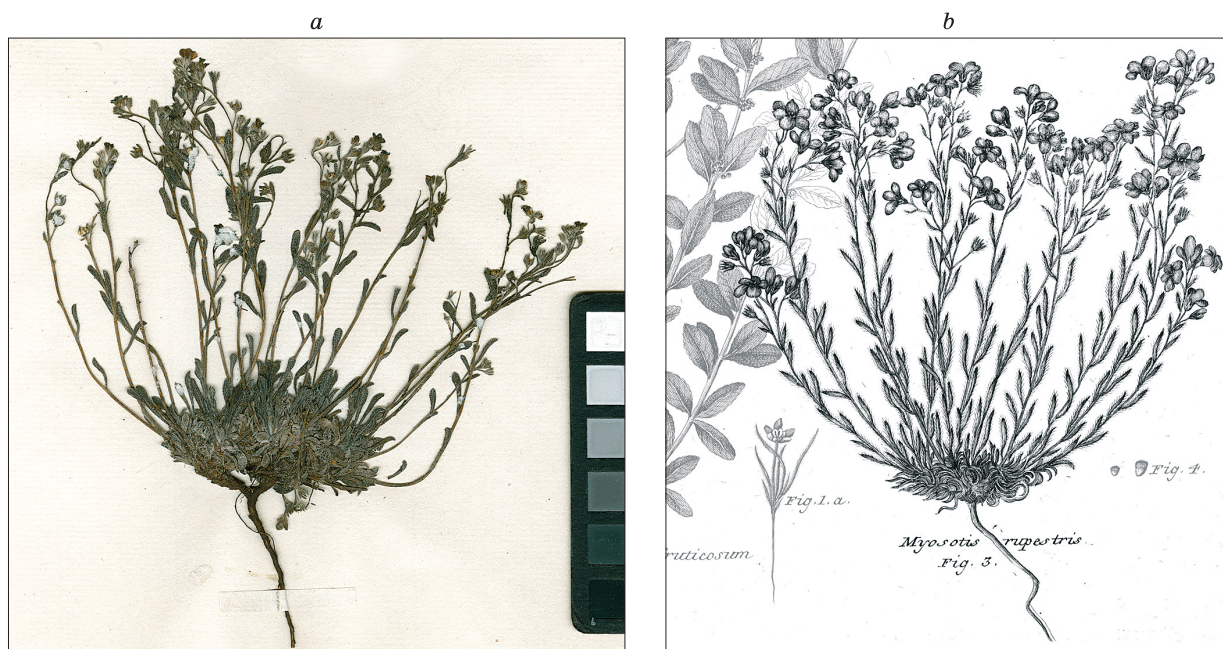 a
b
Fig. 1. a.
Fig. 4.
Myosotis rupestris
Fig. 3.
ruticosum